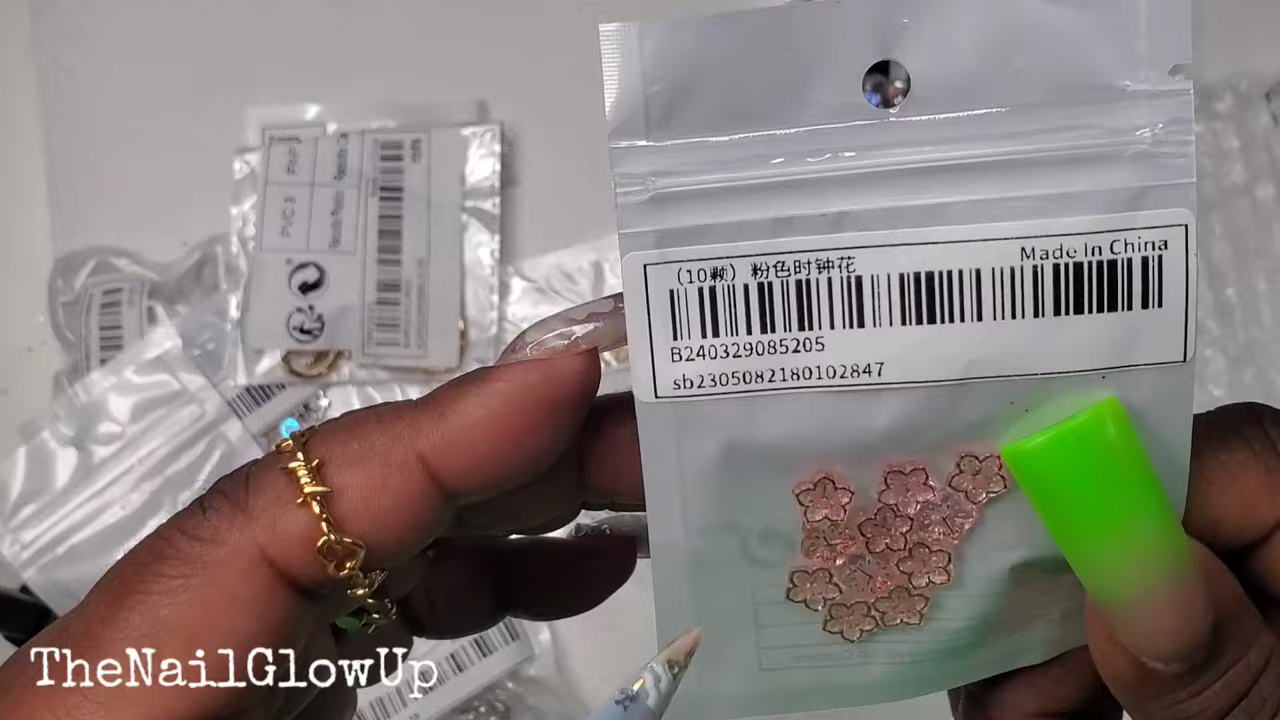 (10颗) 粉色时钟花
Made In China
B240329085205
sb2305082180102847
TheNailGlowUp